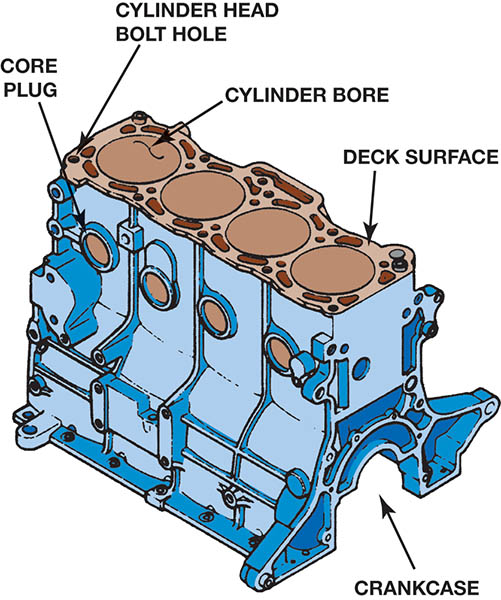 CYLINDER HEAD
BOLT HOLE
CORE
PLUG
CYLINDER BORE
DECK SURFACE
CRANKCASE